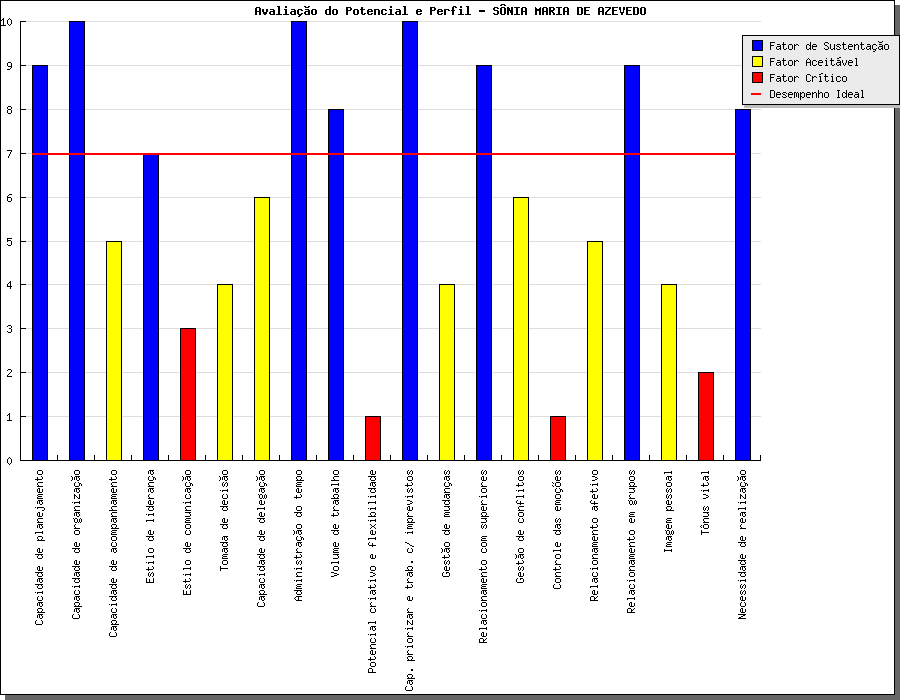 Avaliação do Potencial e Perfil - SÔNIA MARIA DE AZEVEDO
Fator de Sustentação
Fator Aceitável
Fator Crítico
Desempenho Ideal
10
9
8
7
6
5
4
3
2
1
0
Capacidade de planejamento
Capacidade de organização
Capacidade de acompanhamento
Estilo de liderança
Estilo de comunicação
Tomada de decisão
Capacidade de delegação
Administração do tempo
Volume de trabalho
Potencial criativo e flexibilidade
Cap. priorizar e trab. c/ imprevistos
Gestão de mudanças
Relacionamento com superiores
Gestão de conflitos
Controle das emoções
Relacionamento afetivo
Relacionamento em grupos
Imagem pessoal
Tônus vital
Necessidade de realização